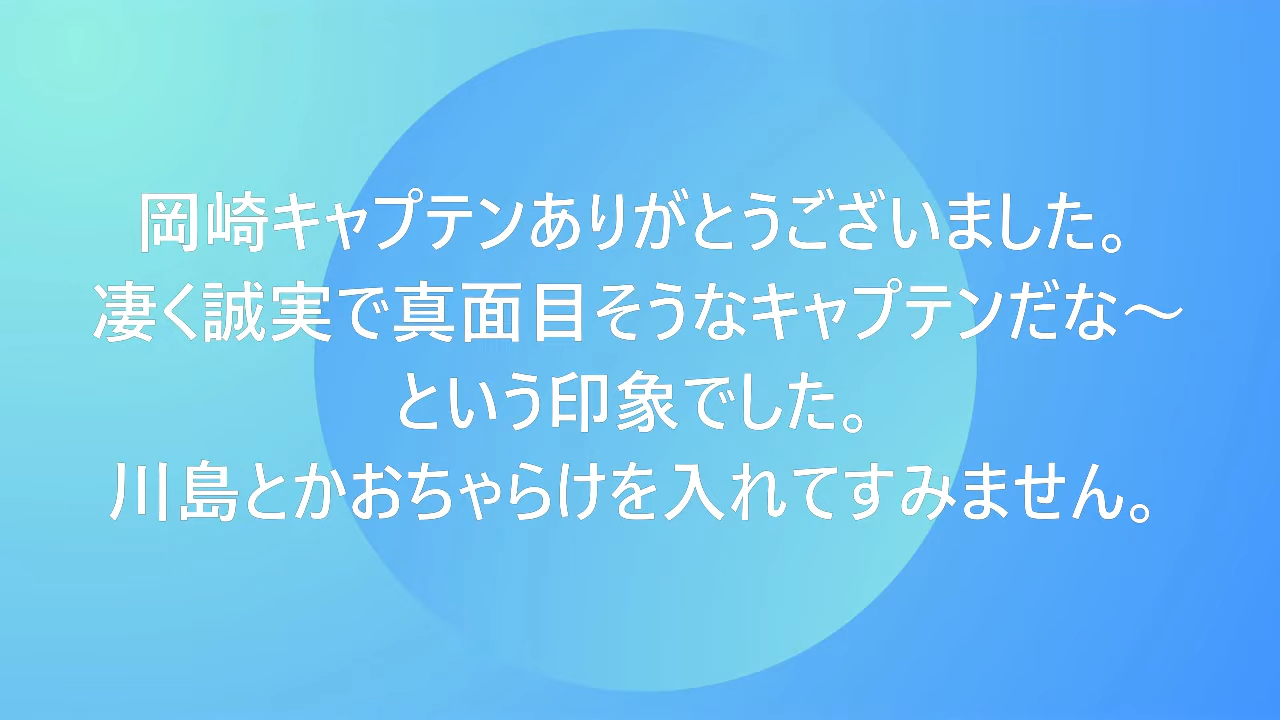 岡崎キャプテンありがとうございました。
凄く誠実で真面目そうなキャプテンだな～
という印象でした。
川島とかおちゃらけを入れてすみません。